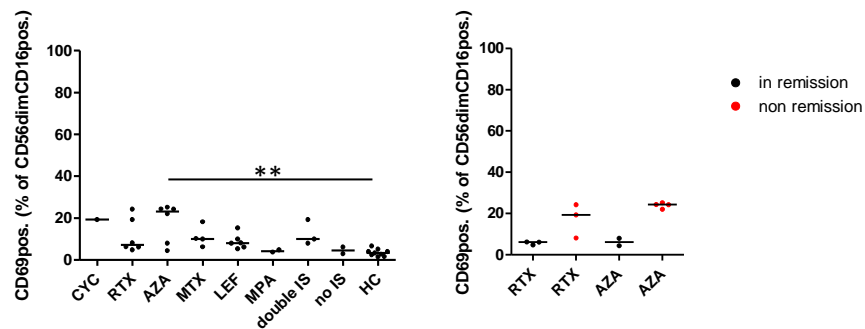 CD69pos. (% of CD56dimCD16pos.)
100
80
60
40
20
0
**
CYC
RTX
AZA
MTX
LEF
MPA
double IS
no IS
HC
CD69pos. (% of CD56dimCD16pos.)
100
80
60
40
20
0
RTX
RTX
AZA
AZA
in remission
non remission